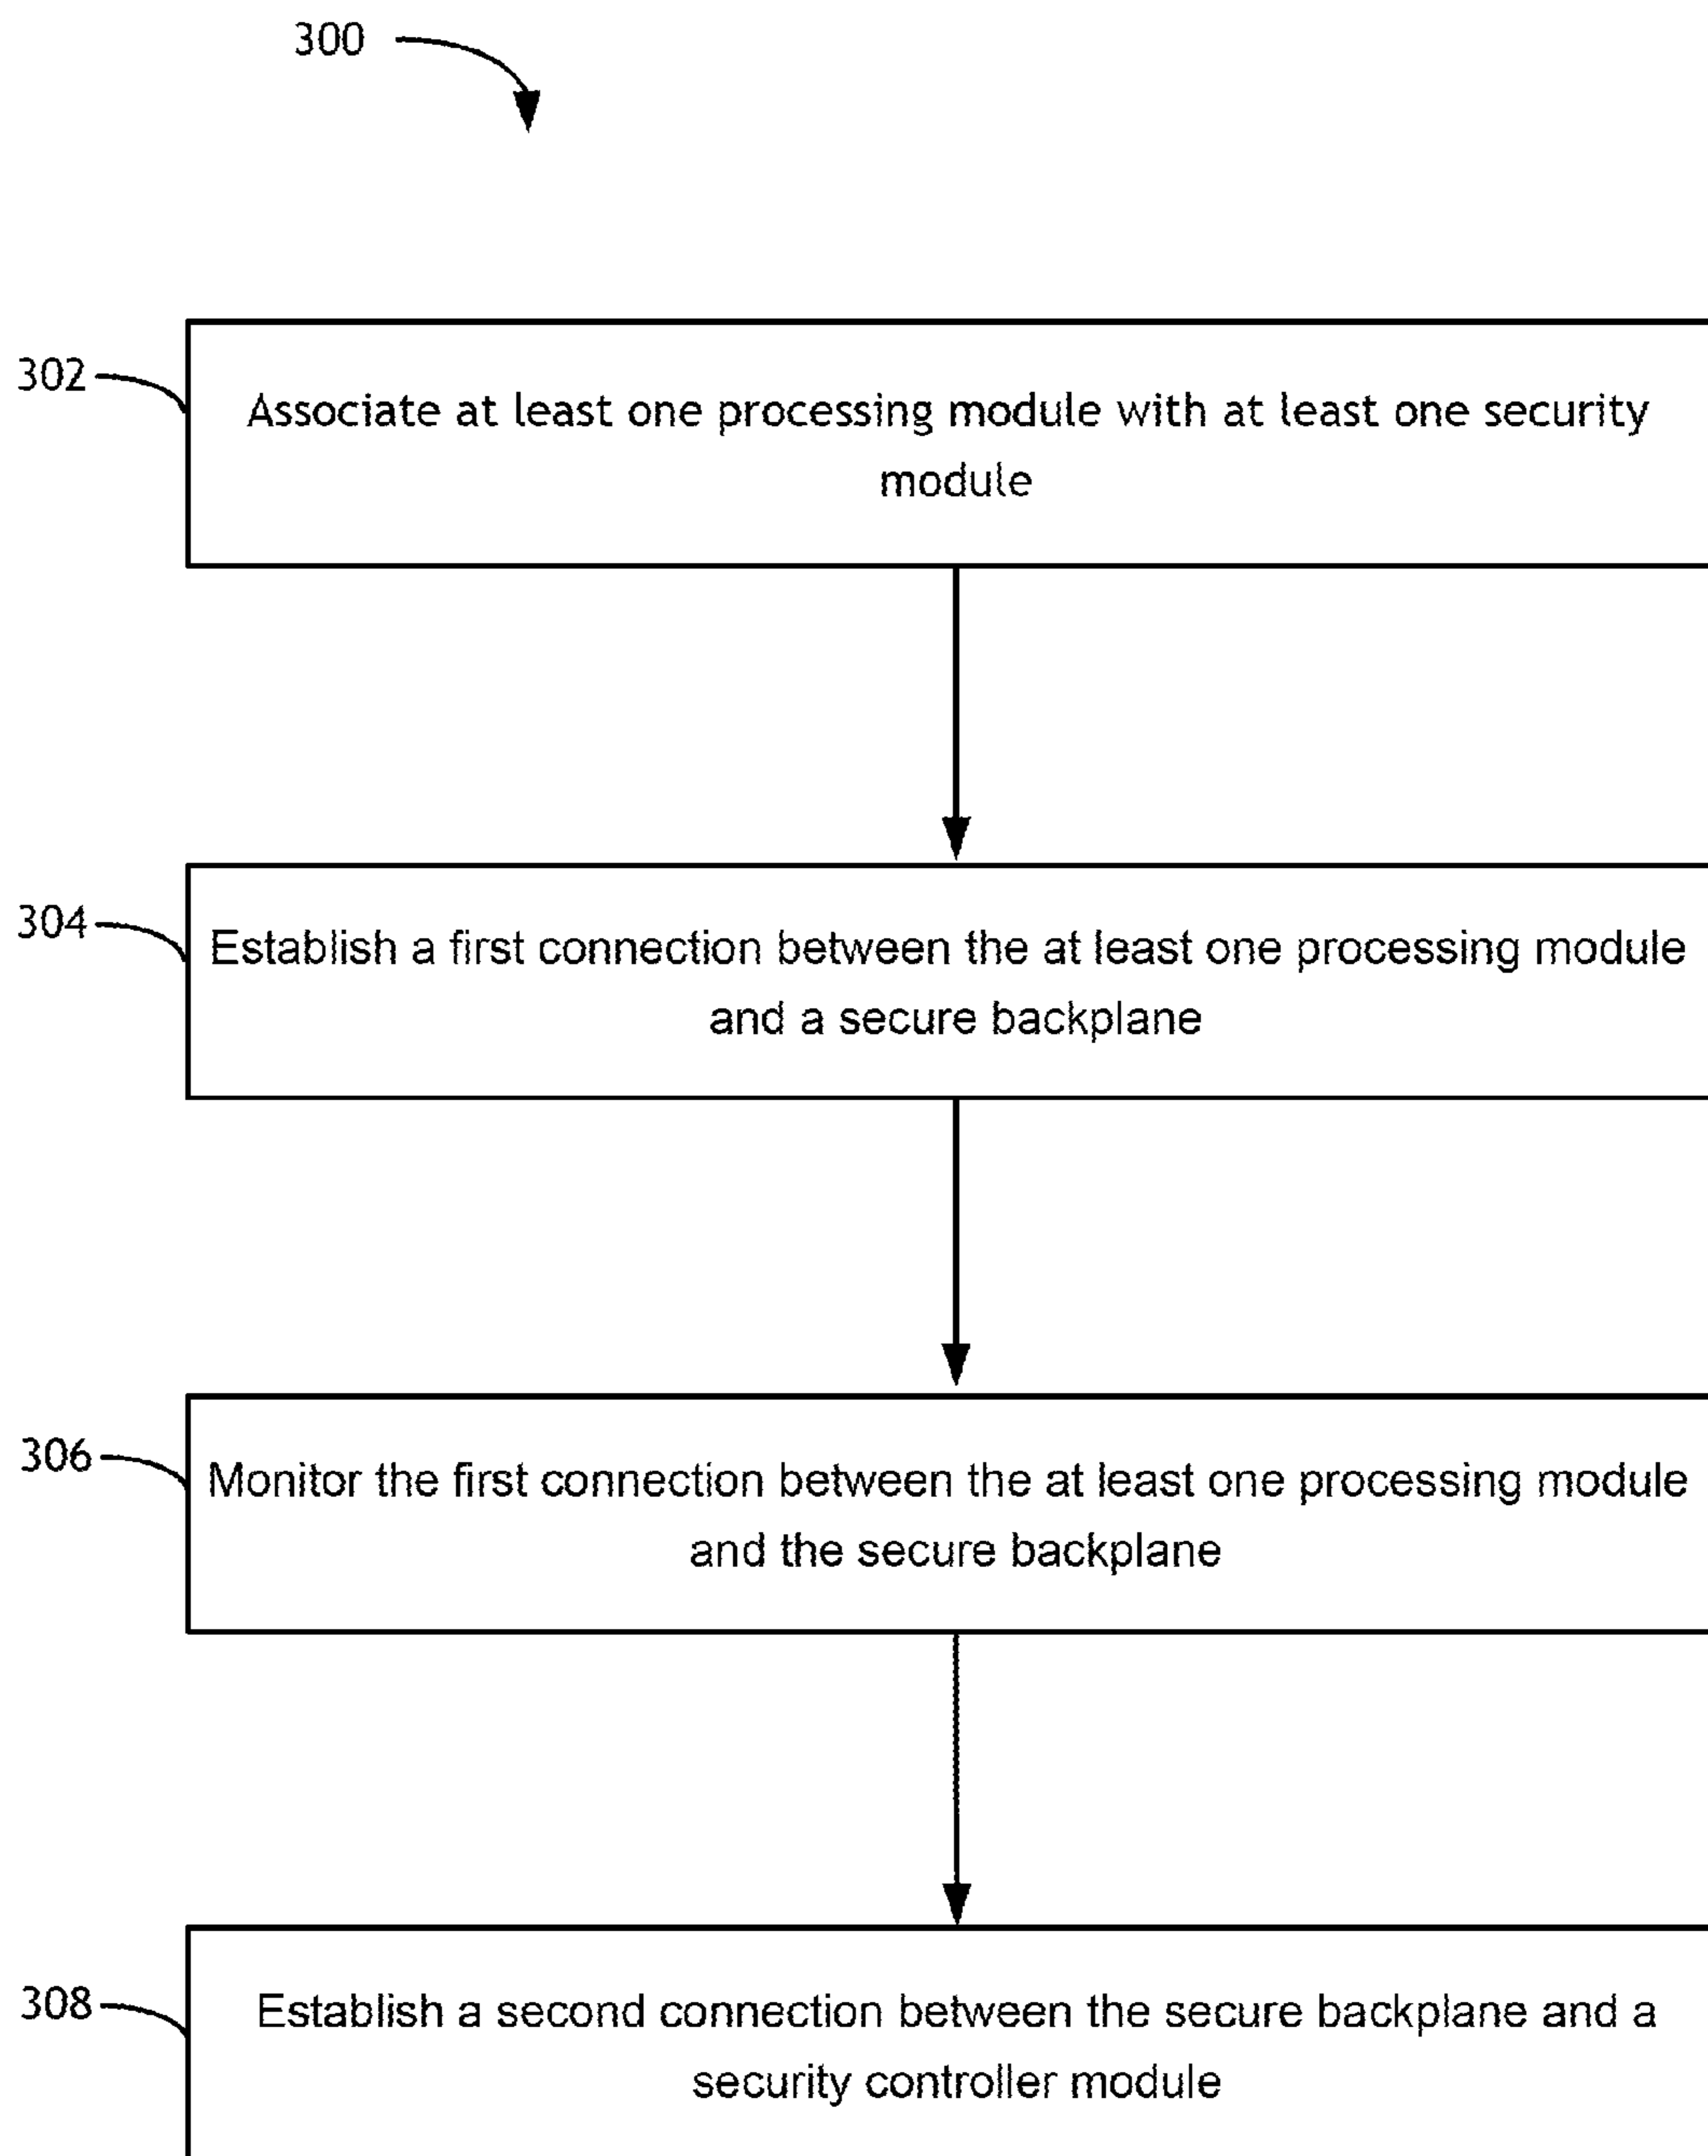 300
302
Associate at least one processing module with at least one security
module
304
Establish a first connection between the at least one processing module
and a secure backplane
306
Monitor the first connection between the at least one processing module
and the secure backplane
308
Establish a second connection between the secure backplane and a
security controller module